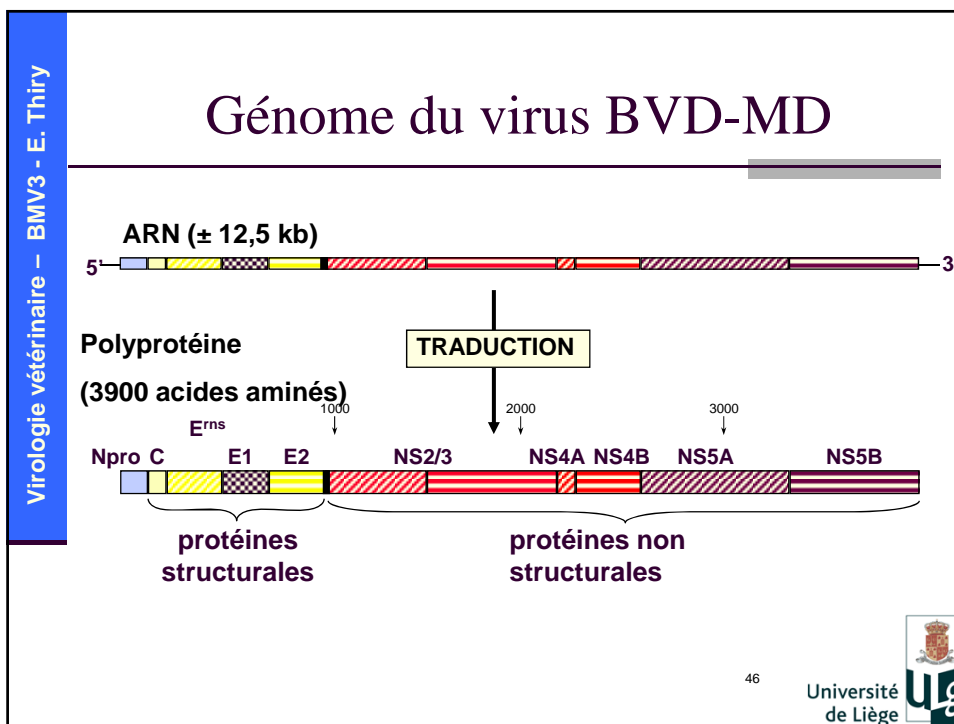 Virologie vétérinaire – BMV3 - E. Thiry
Génome du virus BVD-MD
ARN (± 12,5 kb)
5’ 3
TRADUCTION
Polyprotéine
(3900 acides aminés)
1000 2000 3000
Erns
Npro C E1 E2 NS2/3 NS4A NS4B NS5A NS5B
protéines
structurales
protéines non
structurales
46
Université
de Liège